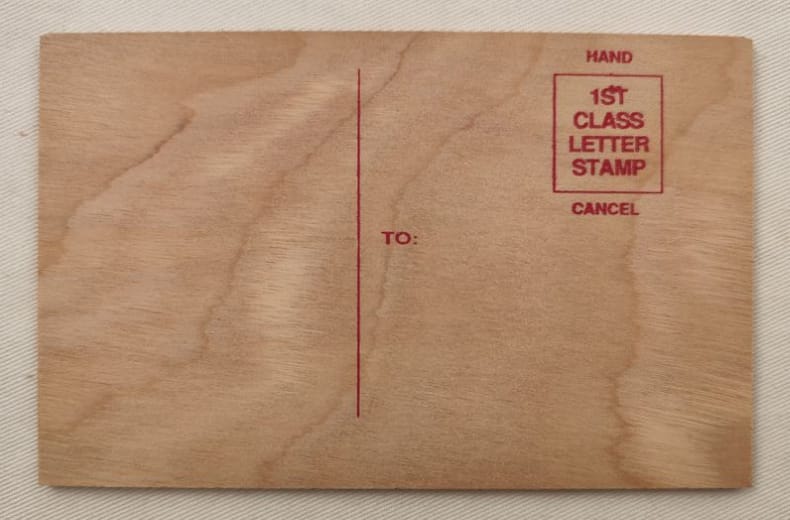 HAND
1ST
CLASS
LETTER
STAMP
CANCEL
TO: